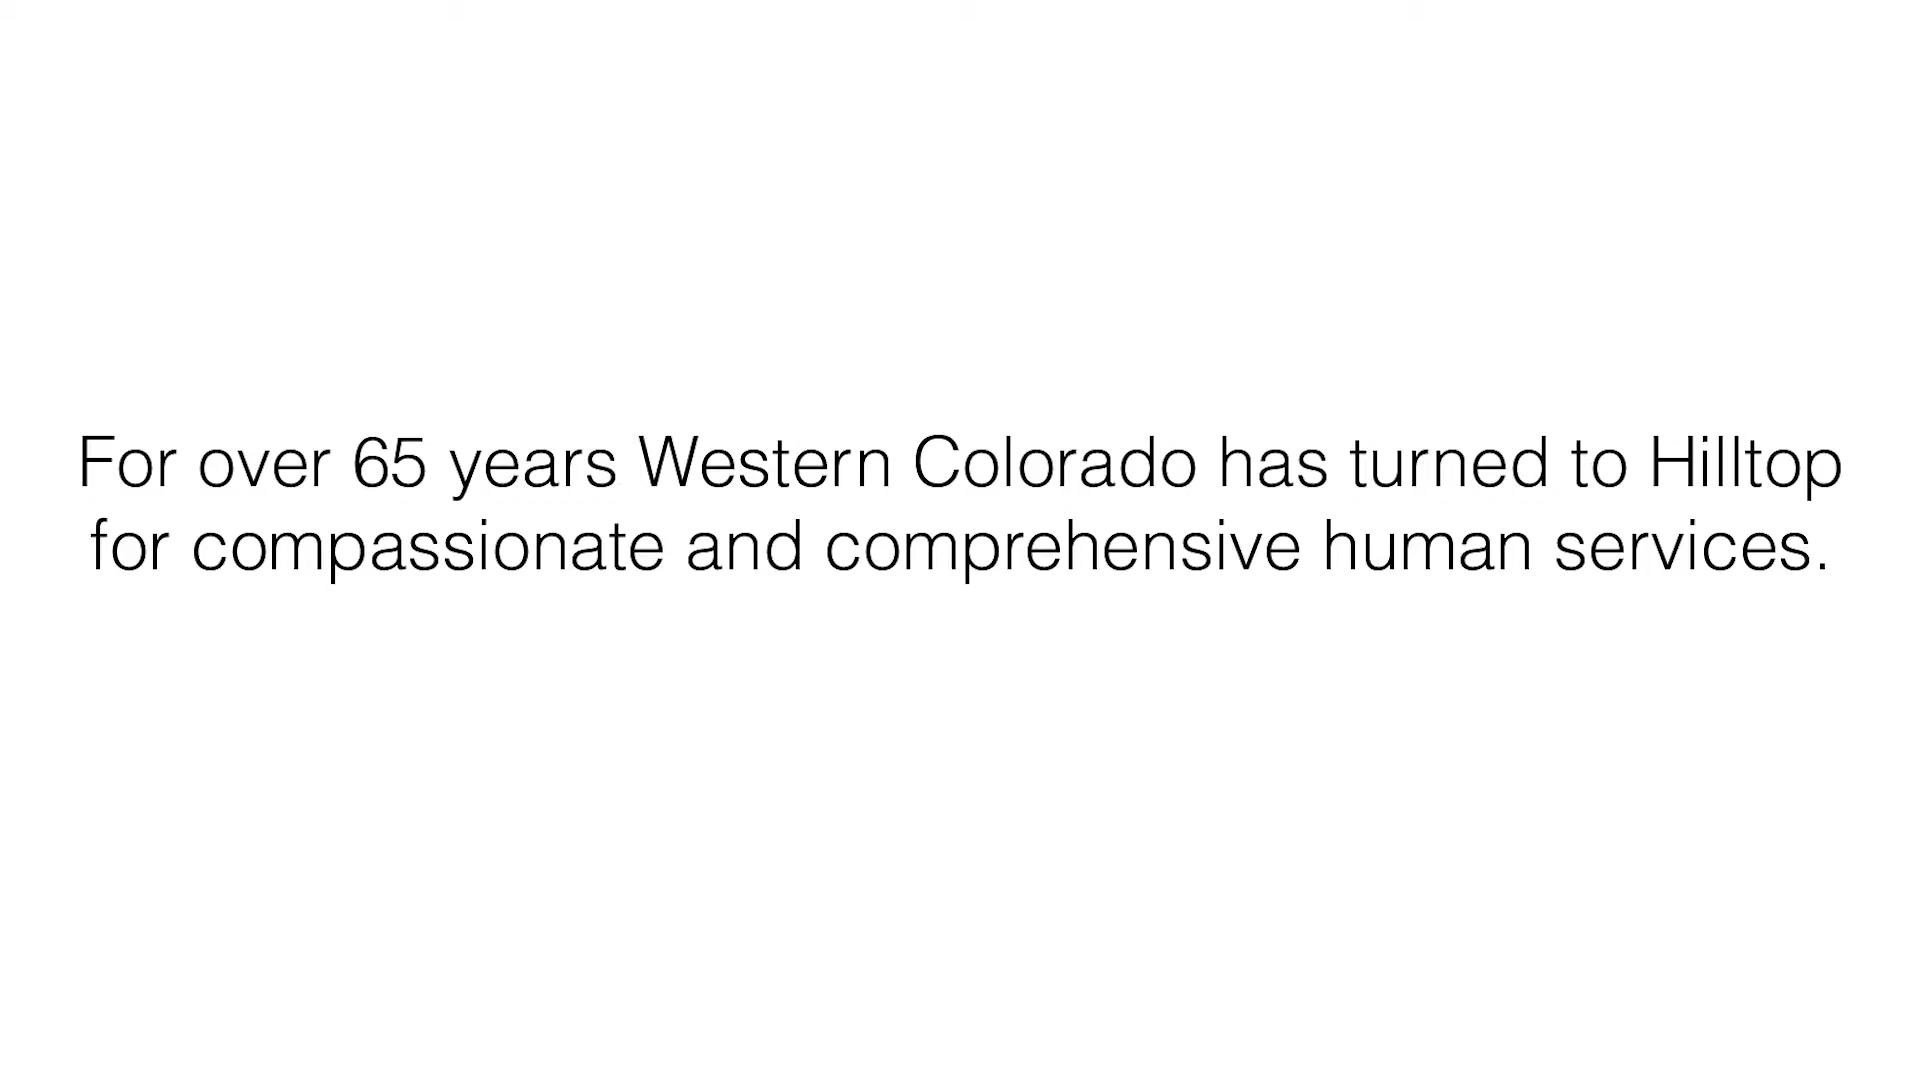 For over 65 years Western Colorado has turned to Hilltop
for compassionate and comprehensive human services.